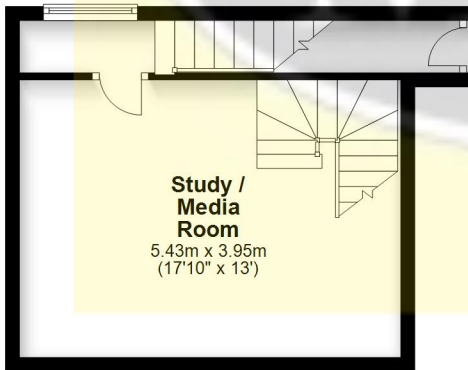 Study /
Media
Room
5.43m x 3.95m
(17'10" x 13')